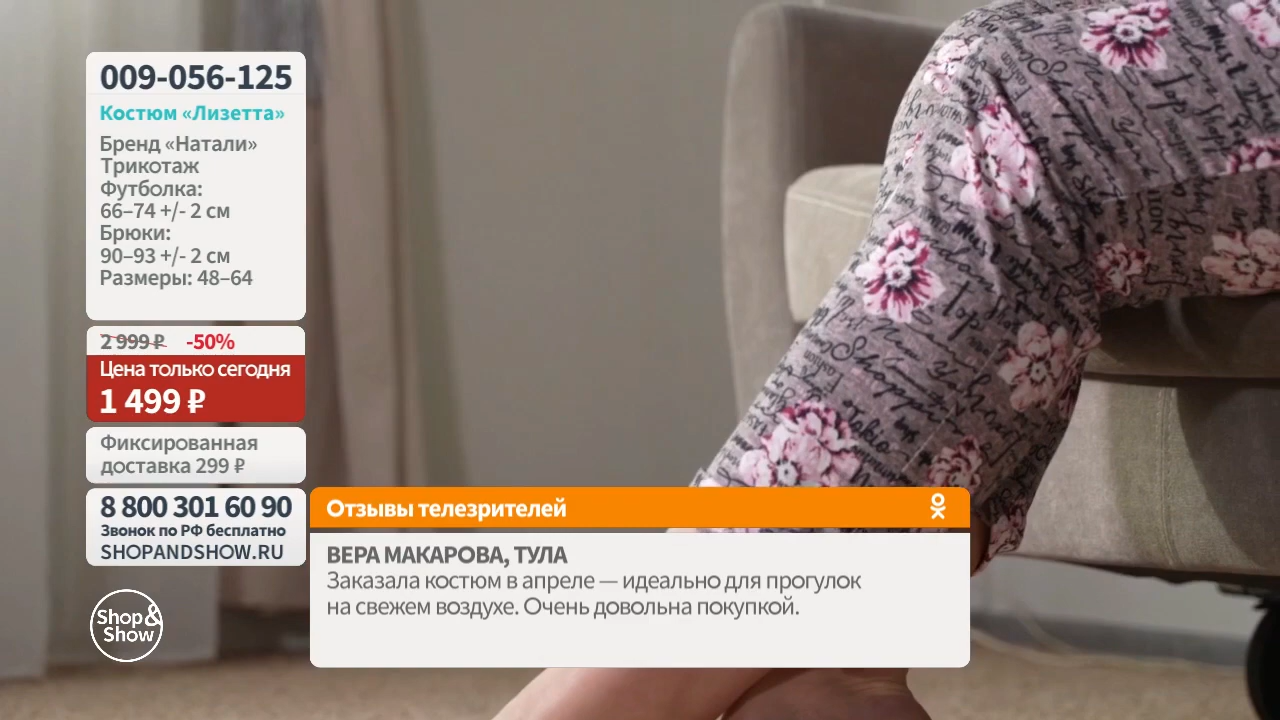 009-056-125
Костюм «Лизетта»
Бренд «Натали»
Трикотаж
Футболка:
66–74 +/- 2 см
Брюки:
90–93 +/- 2 см
Размеры: 48–64
2 999 ₽ -50%
Цена только сегодня
1 499 ₽
Фиксированная
доставка 299 ₽
8 800 301 60 90
Звонок по РФ бесплатно
SHOPANDSHOW.RU
Shop&
Show
Отзывы телезрителей
ВЕРА МАКАРОВА, ТУЛА
Заказала костюм в апреле — идеально для прогулок
на свежем воздухе. Очень довольна покупкой.